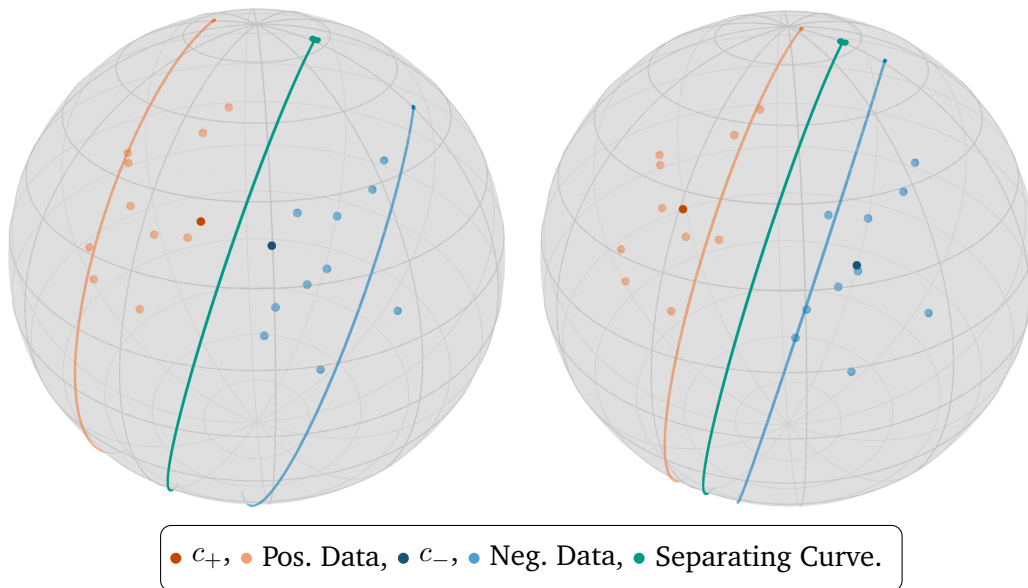 c₊, Pos. Data, c₋, Neg. Data, Separating Curve.